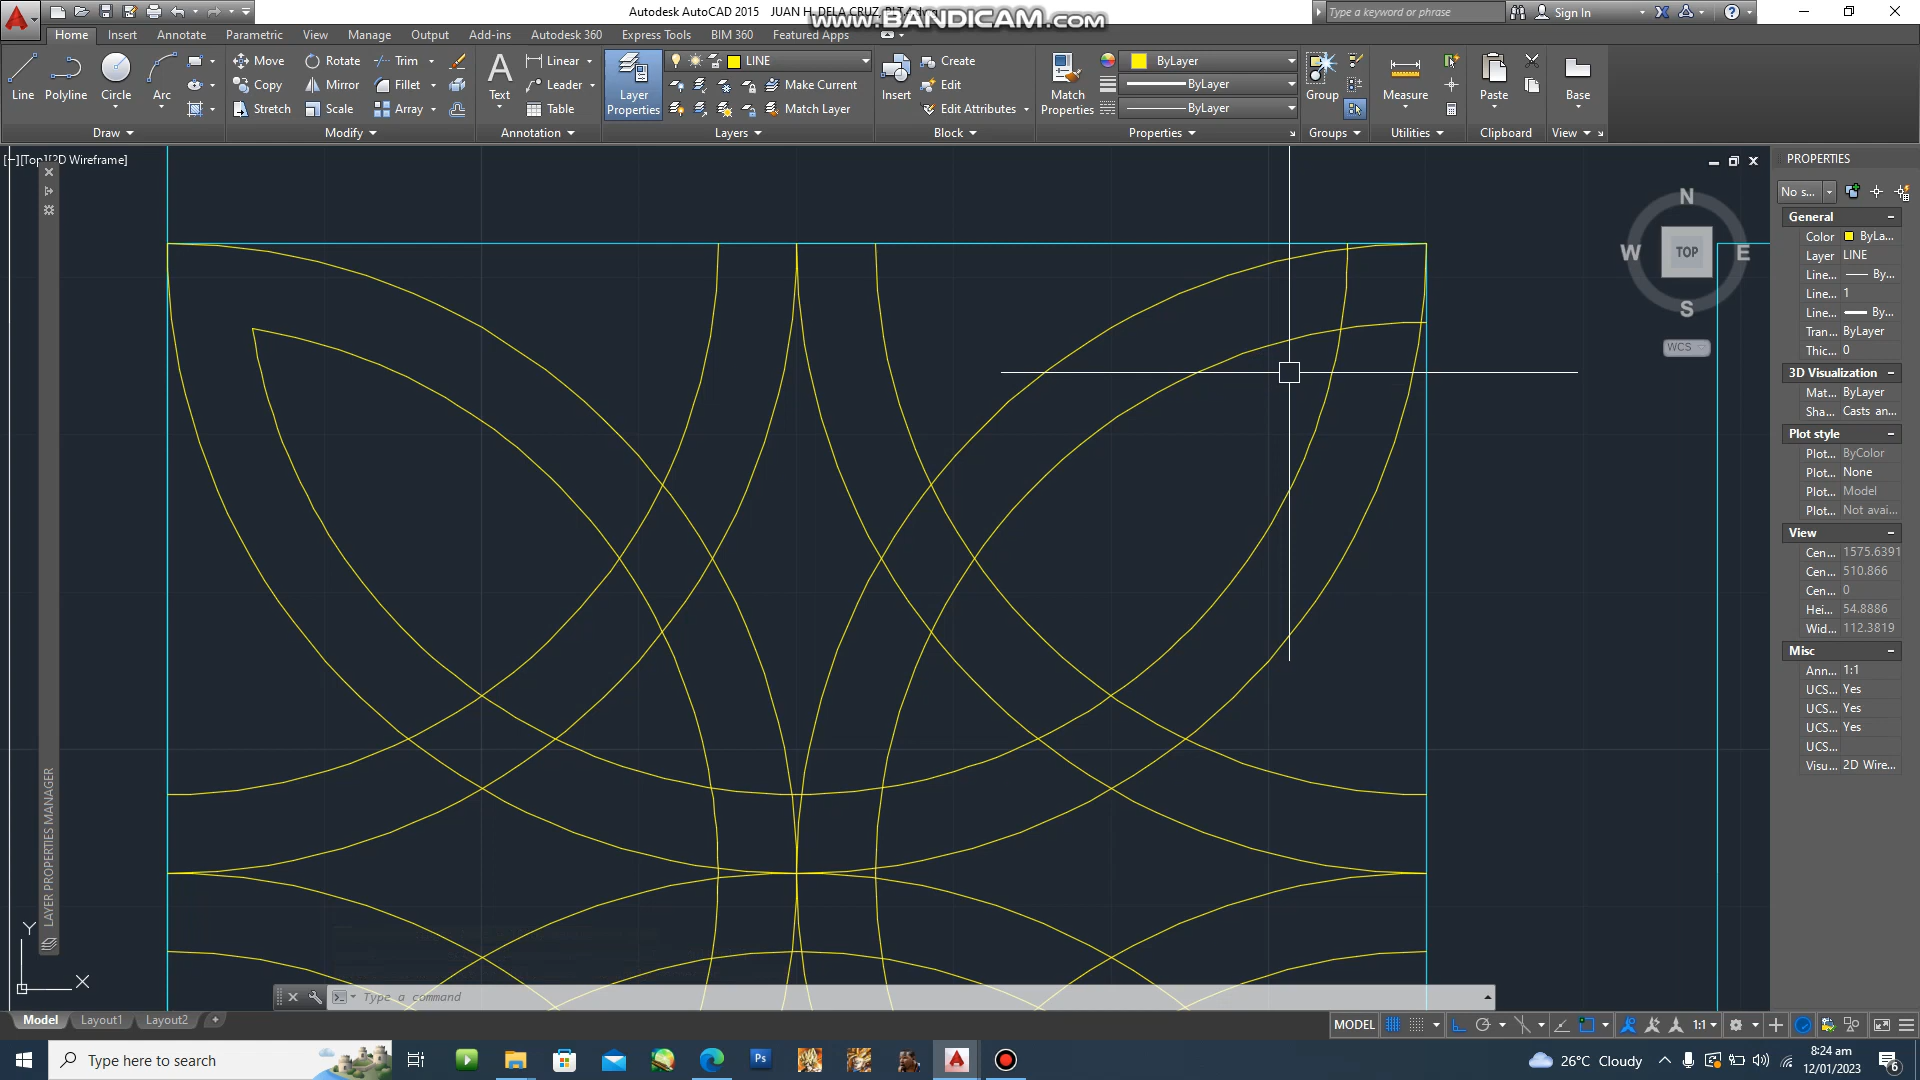 Autodesk AutoCAD 2015 JUAN H. DELA CRUZ
www.BANDICAM.com
Type a keyword or phrase
Sign In
Home Insert Annotate Parametric View Manage Output Add-ins Autodesk 360 Express Tools BIM 360 Featured Apps
Line Polyline Circle Arc
Move Rotate Trim
Copy Mirror Fillet
Stretch Scale Array
Text
Linear
Leader
Table
Layer Properties
LINE
Make Current
Match Layer
Insert
Create
Edit
Edit Attributes
Match Properties
ByLayer
ByLayer
ByLayer
Group
Measure
Paste
Base
Draw Modify Annotation Layers Block Properties Groups Utilities Clipboard View
[−][Top][2D Wireframe]
LAYER PROPERTIES MANAGER
N
W TOP E
S
WCS
Y
X
Type a command
PROPERTIES
No s...
General
Color ByLa...
Layer LINE
Line... By...
Line... 1
Line... By...
Tran... ByLayer
Thic... 0
3D Visualization
Mat... ByLayer
Sha... Casts an...
Plot style
Plot... ByColor
Plot... None
Plot... Model
Plot... Not avai...
View
Cen... 1575.6391
Cen... 510.866
Cen... 0
Hei... 54.8886
Wid... 112.3819
Misc
Ann... 1:1
UCS... Yes
UCS... Yes
UCS... Yes
UCS...
Visu... 2D Wire...
Model Layout1 Layout2
MODEL 1:1
Type here to search
Ps
26°C Cloudy
8:24 am
12/01/2023
6